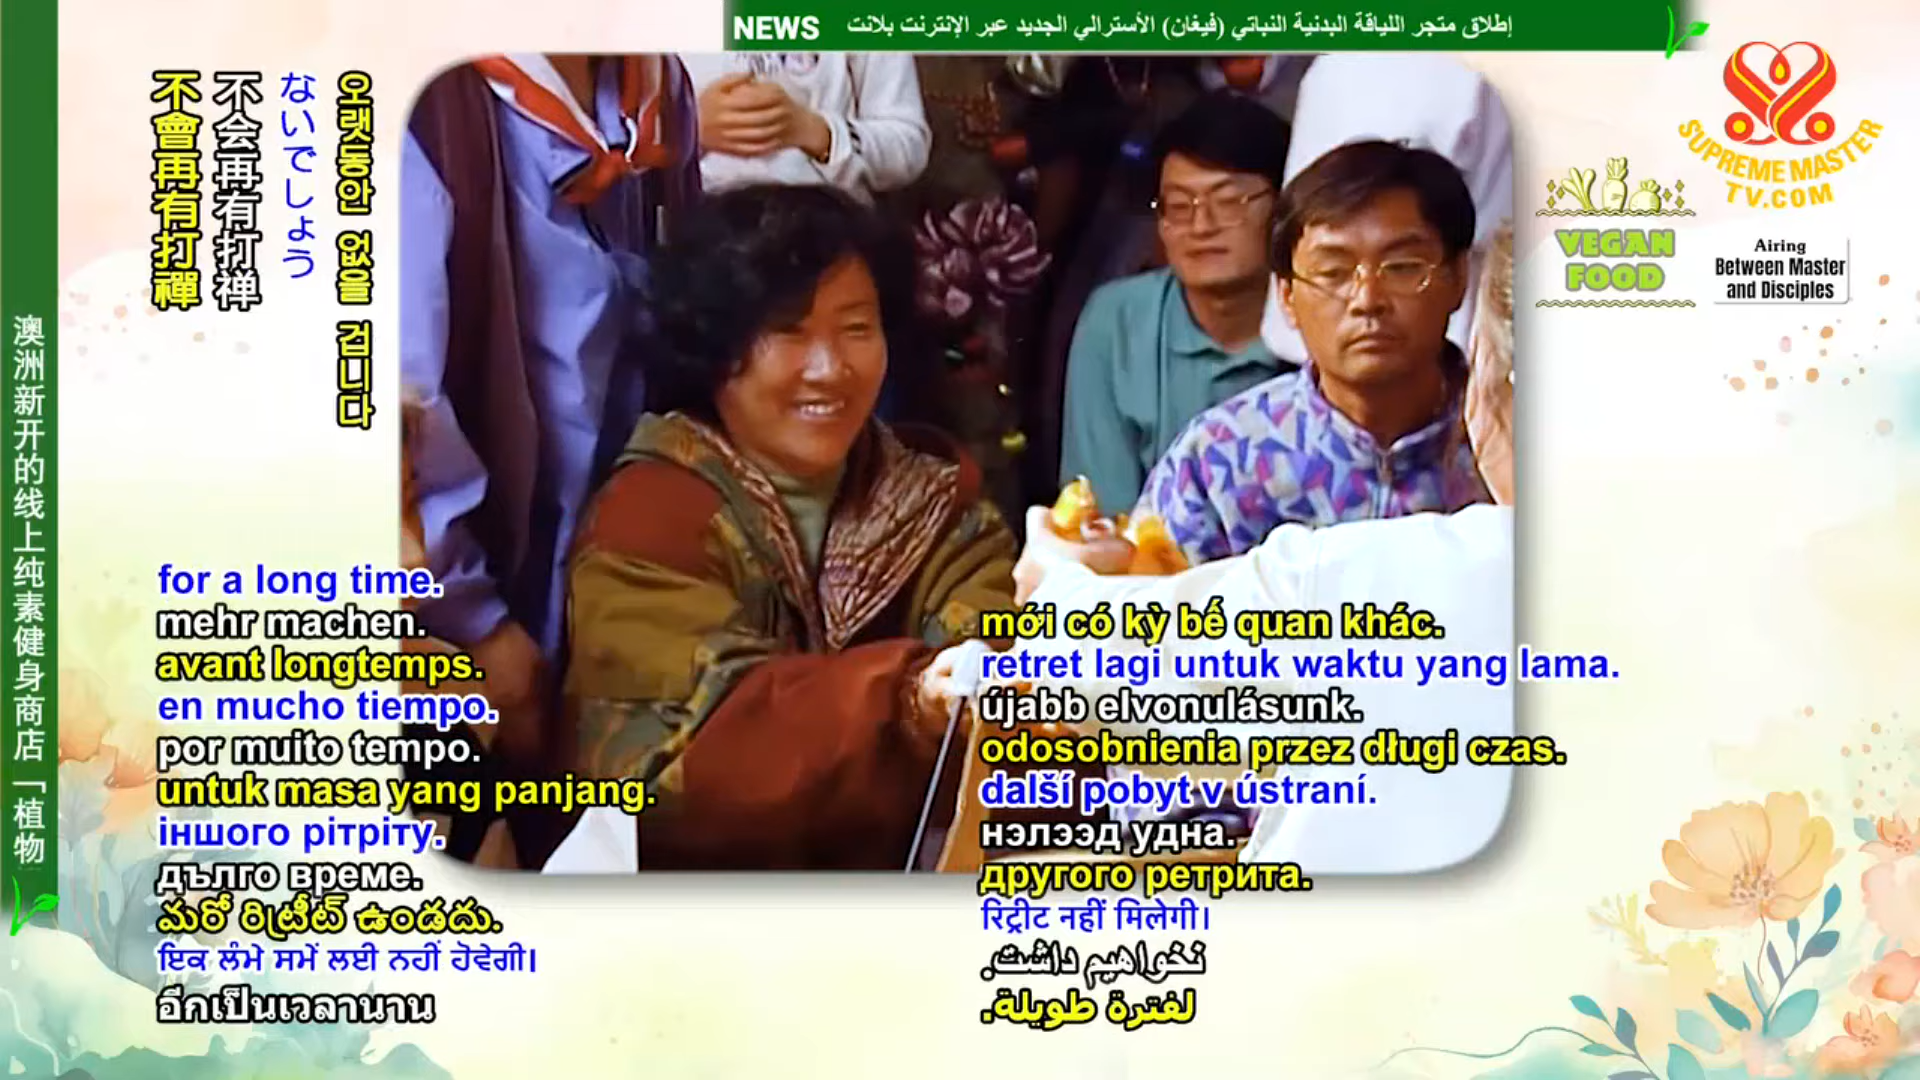 NEWS
إطلاق متجر اللياقة البدنية النباتي (فيغان) الأسترالي الجديد عبر الإنترنت بلانت
SUPREME MASTER
TV.COM
VEGAN
FOOD
Airing
Between Master
and Disciples
오랫동안 없을 겁니다
ないでしょう
不会再有打禅
不會再有打禪
澳洲新开的线上纯素健身商店「植物
for a long time.
mehr machen.
avant longtemps.
en mucho tiempo.
por muito tempo.
untuk masa yang panjang.
іншого рітріту.
дълго време.
మరో రిట్రీట్ ఉండదు.
ਇਕ ਲੰਮੇ ਸਮੇਂ ਲਈ ਨਹੀਂ ਹੋਵੇਗੀ।
อีกเป็นเวลานาน
mới có kỳ bế quan khác.
retret lagi untuk waktu yang lama.
újabb elvonulásunk.
odosobnienia przez długi czas.
další pobyt v ústraní.
нэлээд удна.
другого ретрита.
रिट्रीट नहीं मिलेगी।
نخواهیم داشت.
لفترة طويلة.